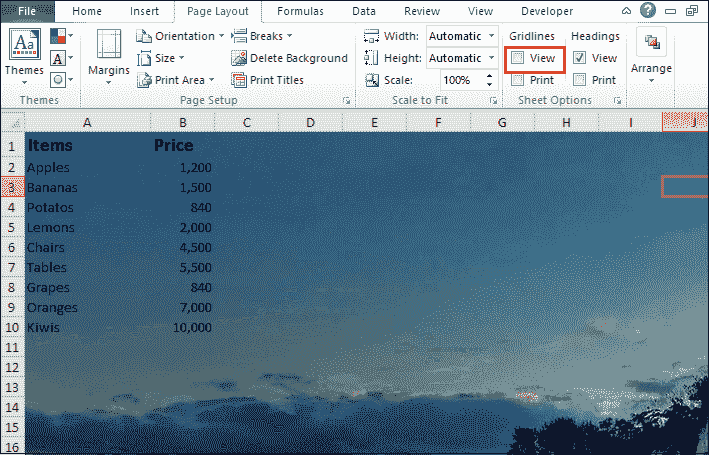 File Home Insert Page Layout Formulas Data Review View Developer
Aa Orientation Breaks Width: Automatic Gridlines Headings
Size Delete Background Height: Automatic View View
Themes Margins Print Area Print Titles Scale: 100% Print Print Arrange
Themes Page Setup Scale to Fit Sheet Options
A B C D E F G H I J
1 Items Price
2 Apples 1,200
3 Bananas 1,500
4 Potatos 840
5 Lemons 2,000
6 Chairs 4,500
7 Tables 5,500
8 Grapes 840
9 Oranges 7,000
10 Kiwis 10,000
11
12
13
14
15
16